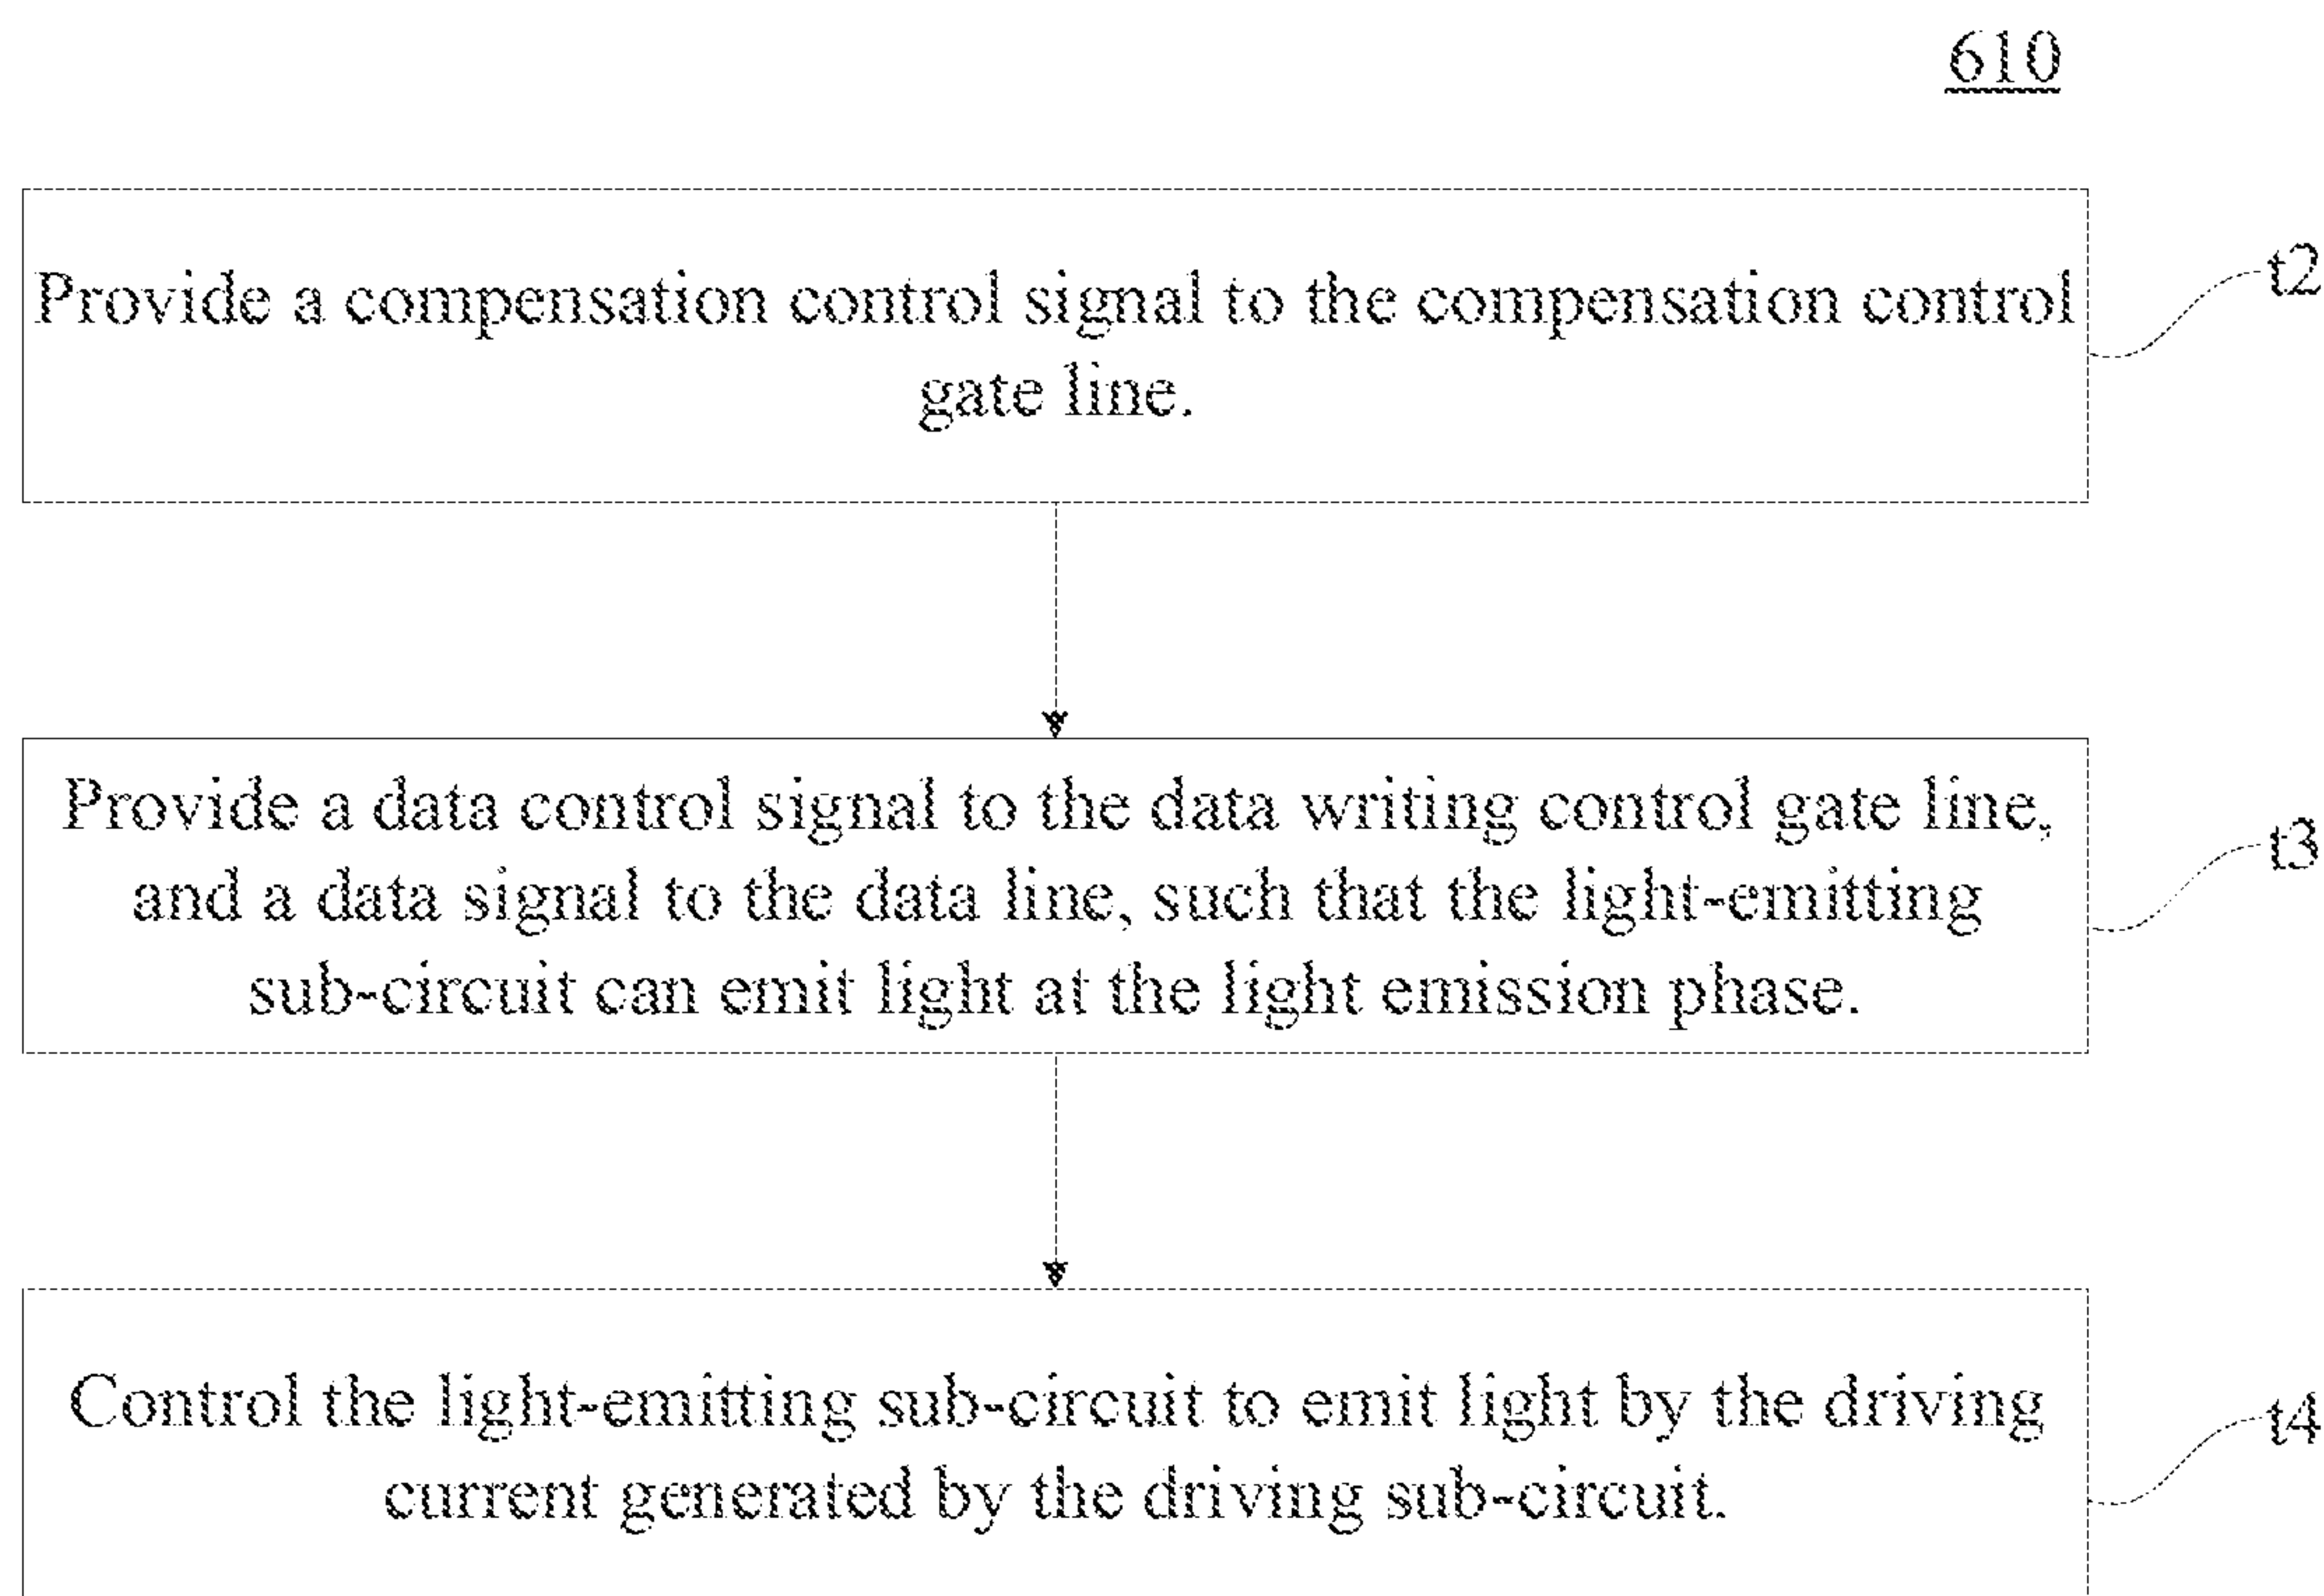 610
Provide a compensation control signal to the compensation control
gate line.
t2
Provide a data control signal to the data writing control gate line,
and a data signal to the data line, such that the light-emitting
sub-circuit can emit light at the light emission phase.
t3
Control the light-emitting sub-circuit to emit light by the driving
current generated by the driving sub-circuit.
t4